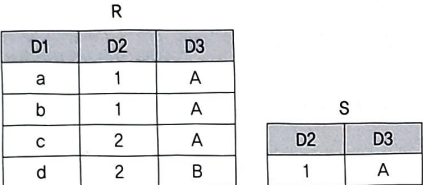 R
D1 D2 D3
a 1 A
b 1 A
c 2 A
d 2 B
S
D2 D3
1 A